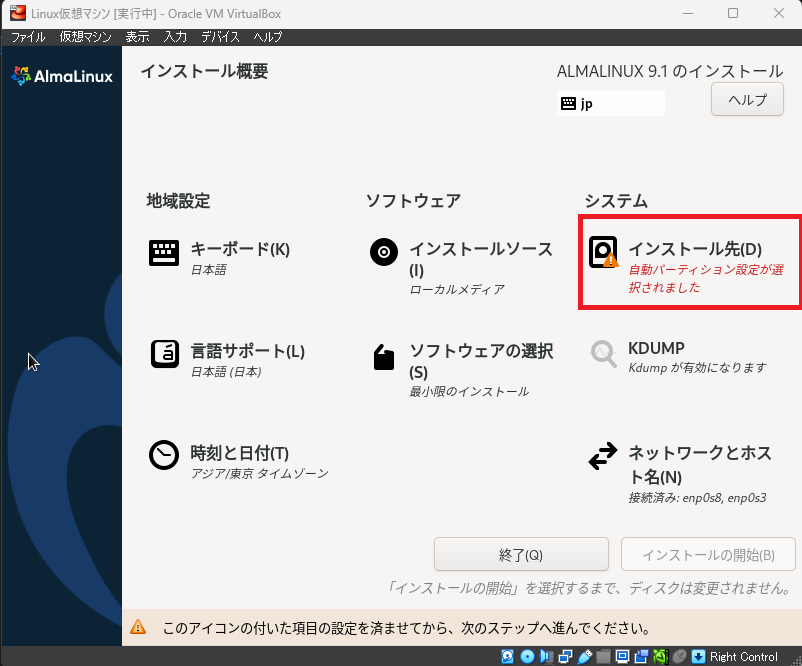 Linux仮想マシン [実行中] - Oracle VM VirtualBox
ファイル 仮想マシン 表示 入力 デバイス ヘルプ
AlmaLinux
インストール概要
ALMALINUX 9.1 のインストール
jp
ヘルプ
地域設定
キーボード(K)
日本語
言語サポート(L)
日本語 (日本)
時刻と日付(T)
アジア/東京 タイムゾーン
ソフトウェア
インストールソース
(I)
ローカルメディア
ソフトウェアの選択
(S)
最小限のインストール
システム
インストール先(D)
自動パーティション設定が選
択されました
KDUMP
Kdump が有効になります
ネットワークとホス
ト名(N)
接続済み: enp0s8, enp0s3
終了(Q)
インストールの開始(B)
「インストールの開始」を選択するまで、ディスクは変更されません。
このアイコンの付いた項目の設定を済ませてから、次のステップへ進んでください。
Right Control